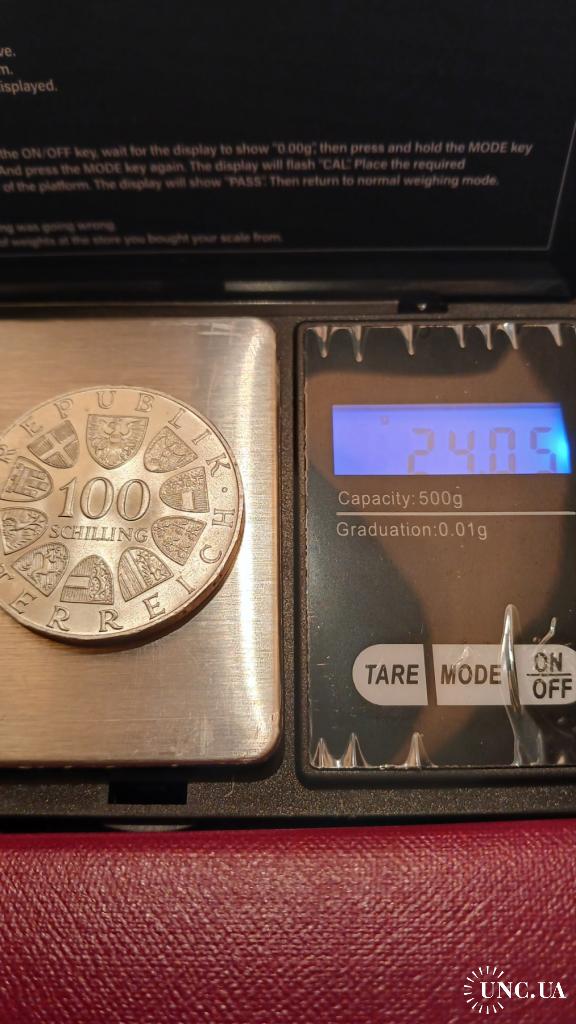 ve.
m.
isplayed.
the ON/OFF key, wait for the display to show "0.00g", then press and hold the MODE key
And press the MODE key again. The display will flash "CAL". Place the required
of the platform. The display will show "PASS". Then return to normal weighing mode.
ng was going wrong
weights at the store you bought your scale from.
REPUBLIK · ÖSTERREICH
100
SCHILLING
24.05
Capacity: 500g
Graduation: 0.01g
TARE
MODE
ON
OFF
UNC.UA